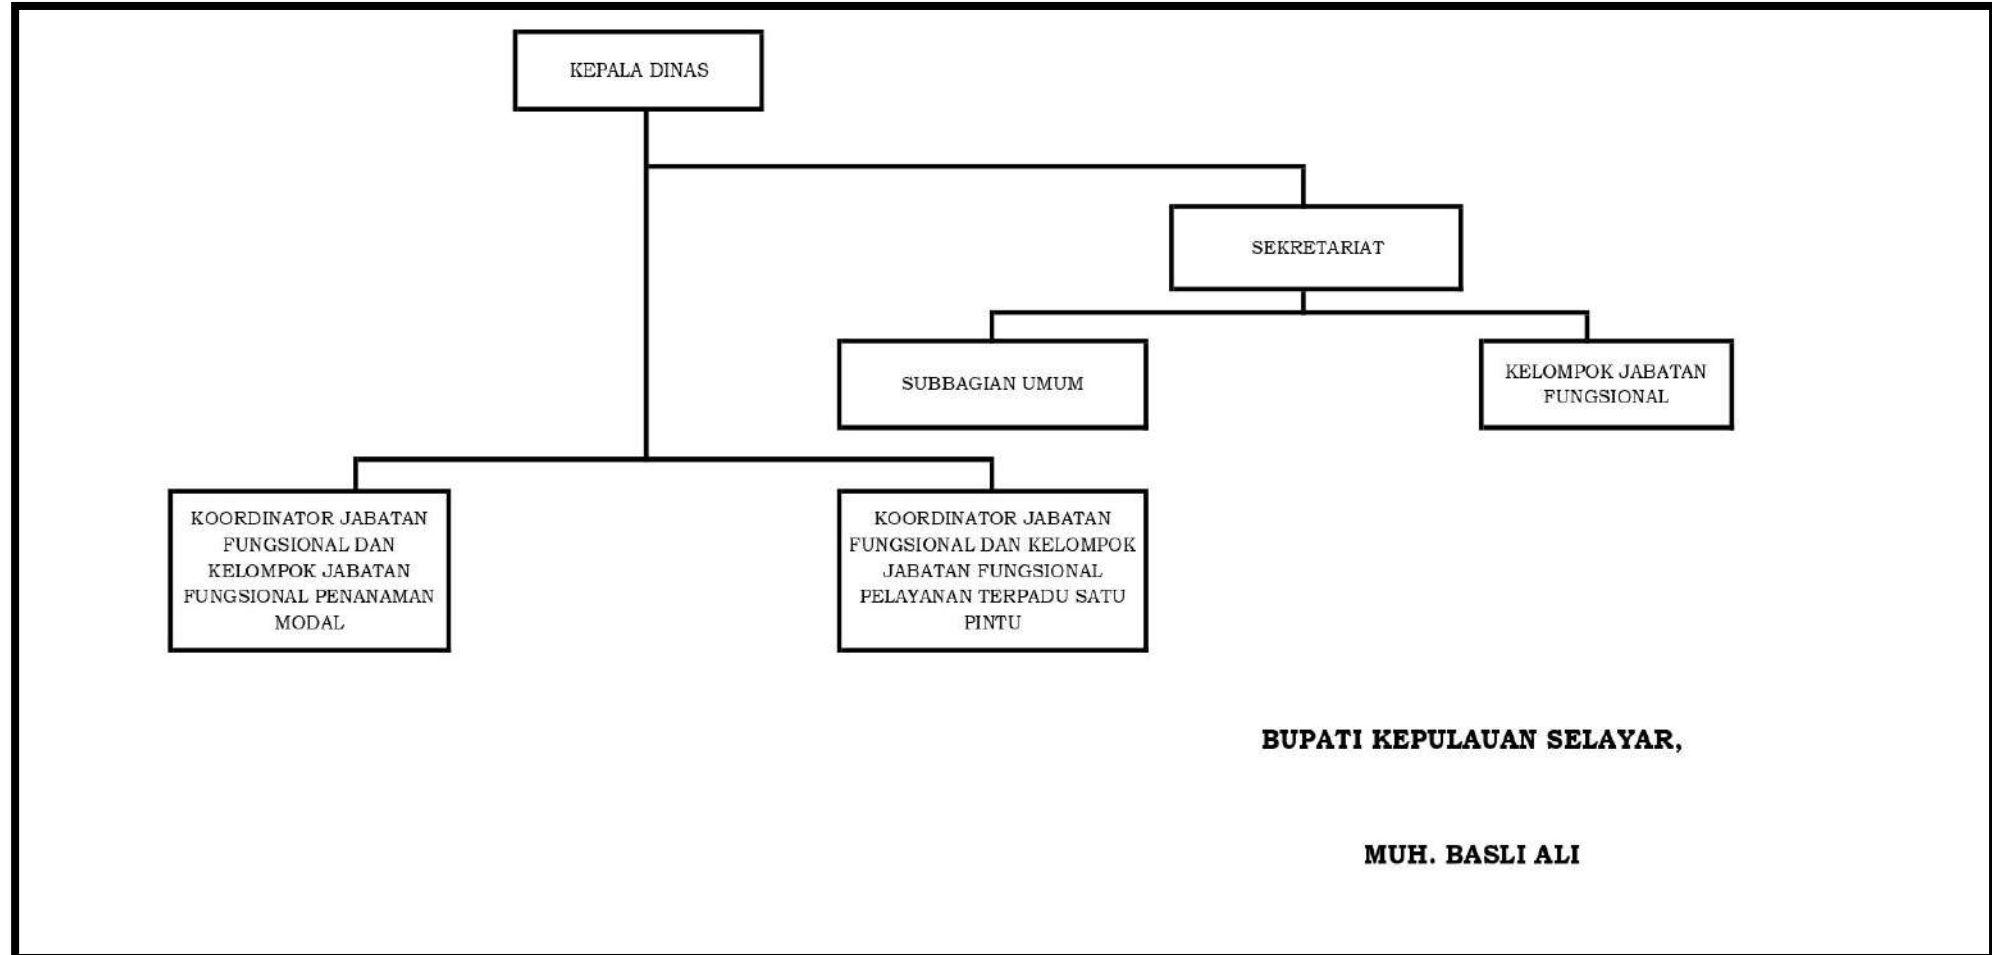 KEPALA DINAS
SEKRETARIAT
SUBBAGIAN UMUM
KELOMPOK JABATAN
FUNGSIONAL
KOORDINATOR JABATAN
FUNGSIONAL DAN
KELOMPOK JABATAN
FUNGSIONAL PENANAMAN
MODAL
KOORDINATOR JABATAN
FUNGSIONAL DAN KELOMPOK
JABATAN FUNGSIONAL
PELAYANAN TERPADU SATU
PINTU
BUPATI KEPULAUAN SELAYAR,
MUH. BASLI ALI